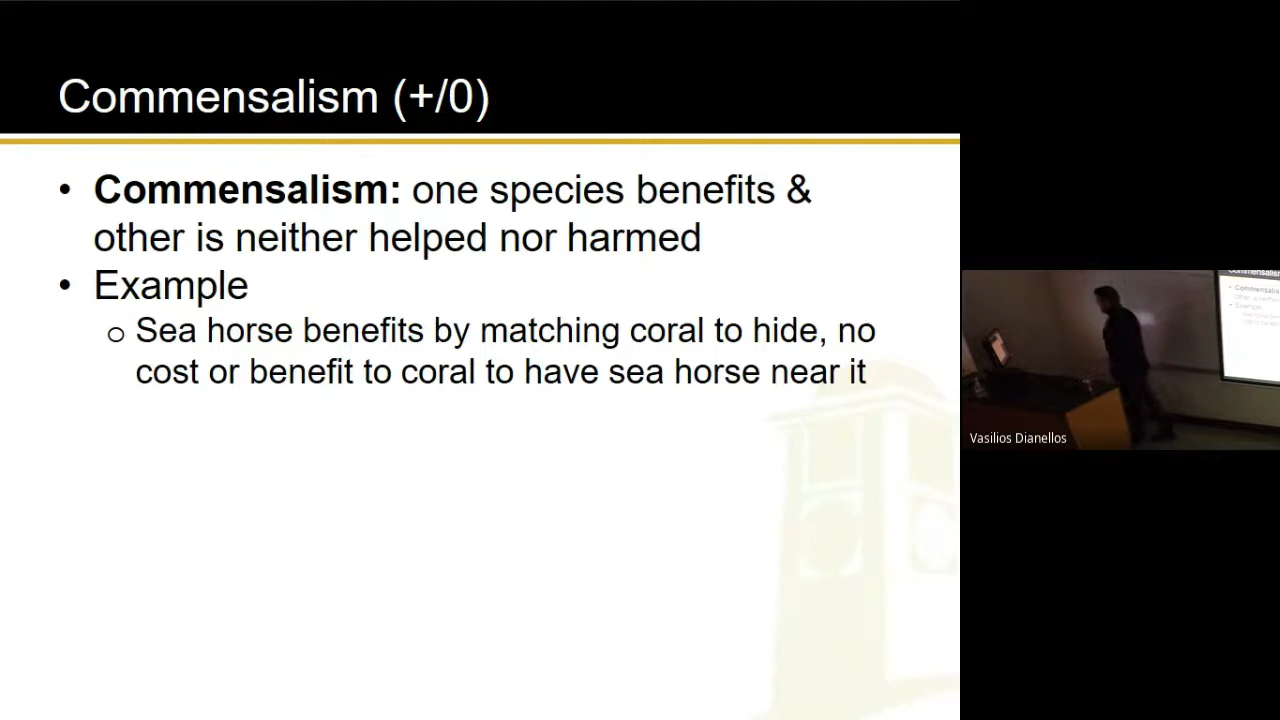 Commensalism (+/0)
• Commensalism: one species benefits &
other is neither helped nor harmed
• Example
o Sea horse benefits by matching coral to hide, no
cost or benefit to coral to have sea horse near it
Vasilios Dianellos